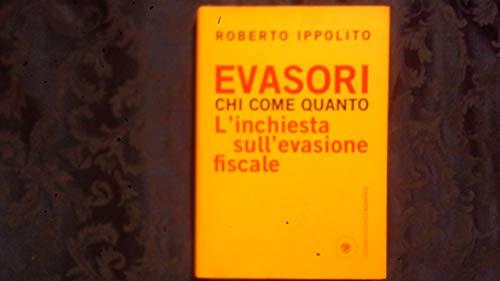 ROBERTO IPPOLITO
EVASORI
CHI COME QUANTO
L'inchiesta
sull'evasione
fiscale